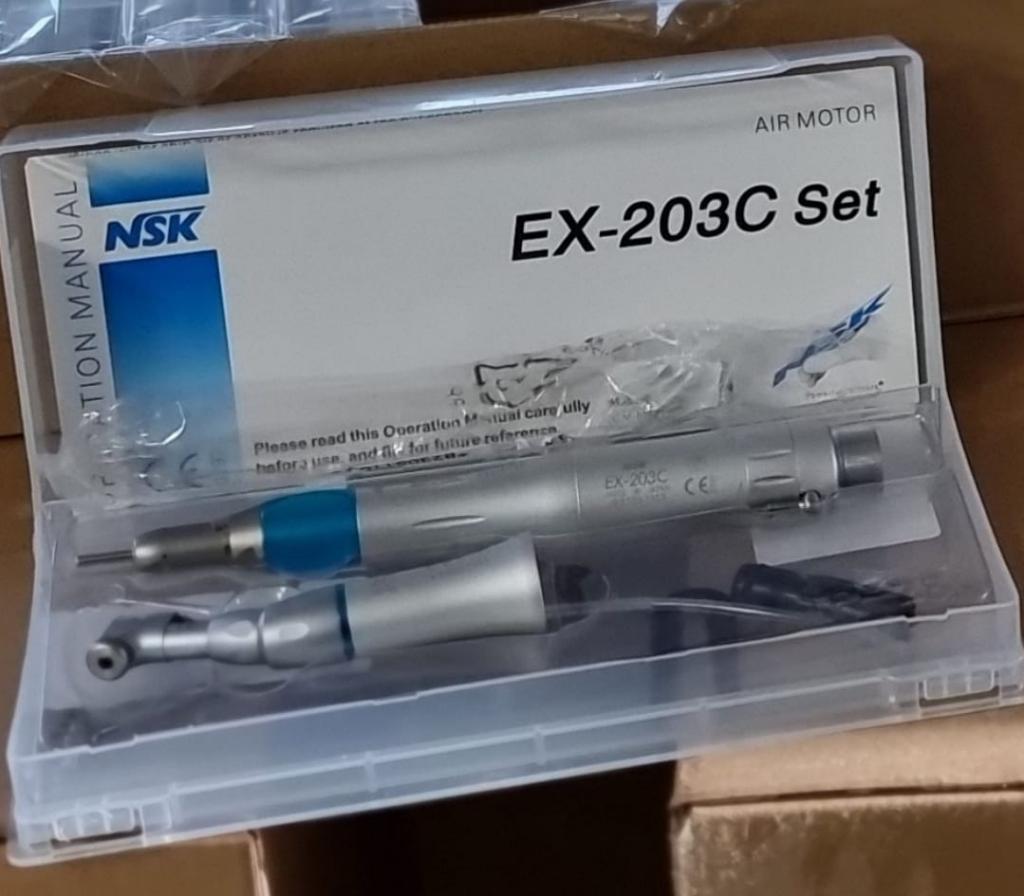 AIR MOTOR
EX-203C Set
NSK
TION MANUAL
Please read this Operation Manual carefully
before use, and file for future reference.
EX-203C
CE